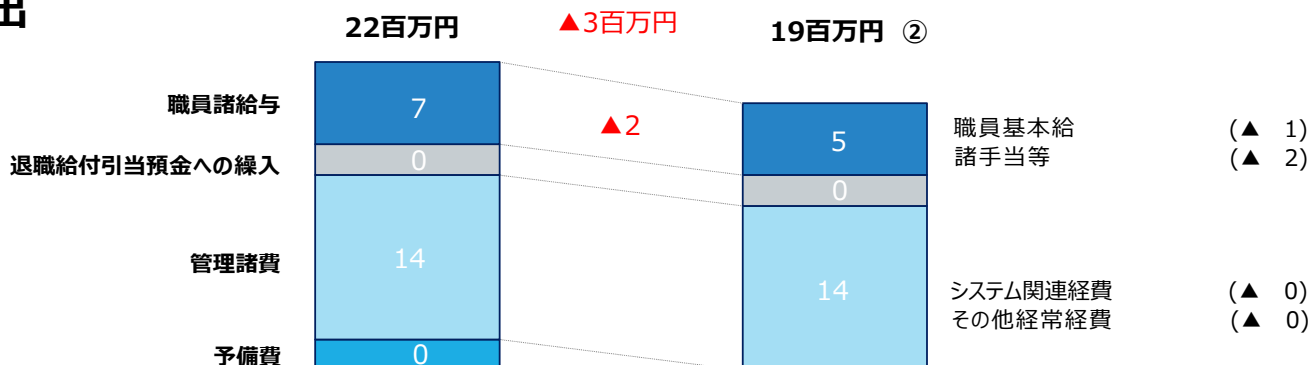 出
22百万円 ▲3百万円 19百万円 ②
職員諸給与 7 ▲2 5 職員基本給 (▲ 1)
諸手当等 (▲ 2)
退職給付引当預金への繰入 0 0
管理諸費 14 14 システム関連経費 (▲ 0)
その他経常経費 (▲ 0)
予備費 0